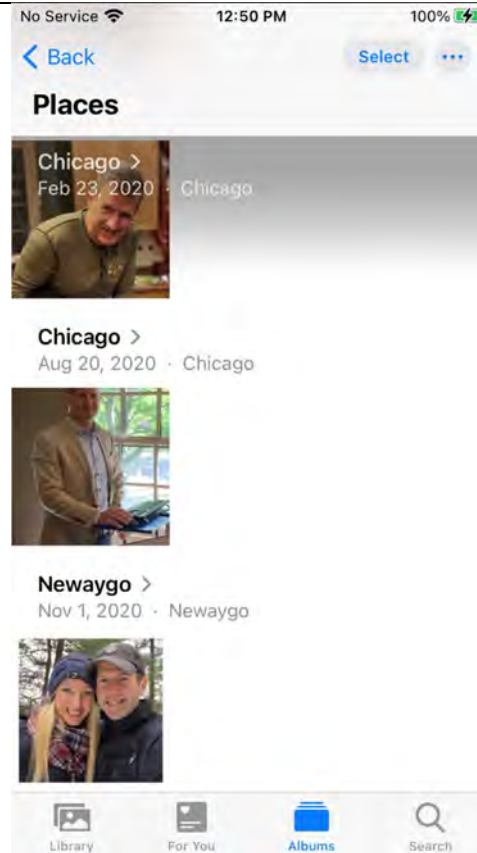 No Service 12:50 PM 100%
Back Select ...
Places
Chicago >
Feb 23, 2020 · Chicago
Chicago >
Aug 20, 2020 · Chicago
Newaygo >
Nov 1, 2020 · Newaygo
Library For You Albums Search